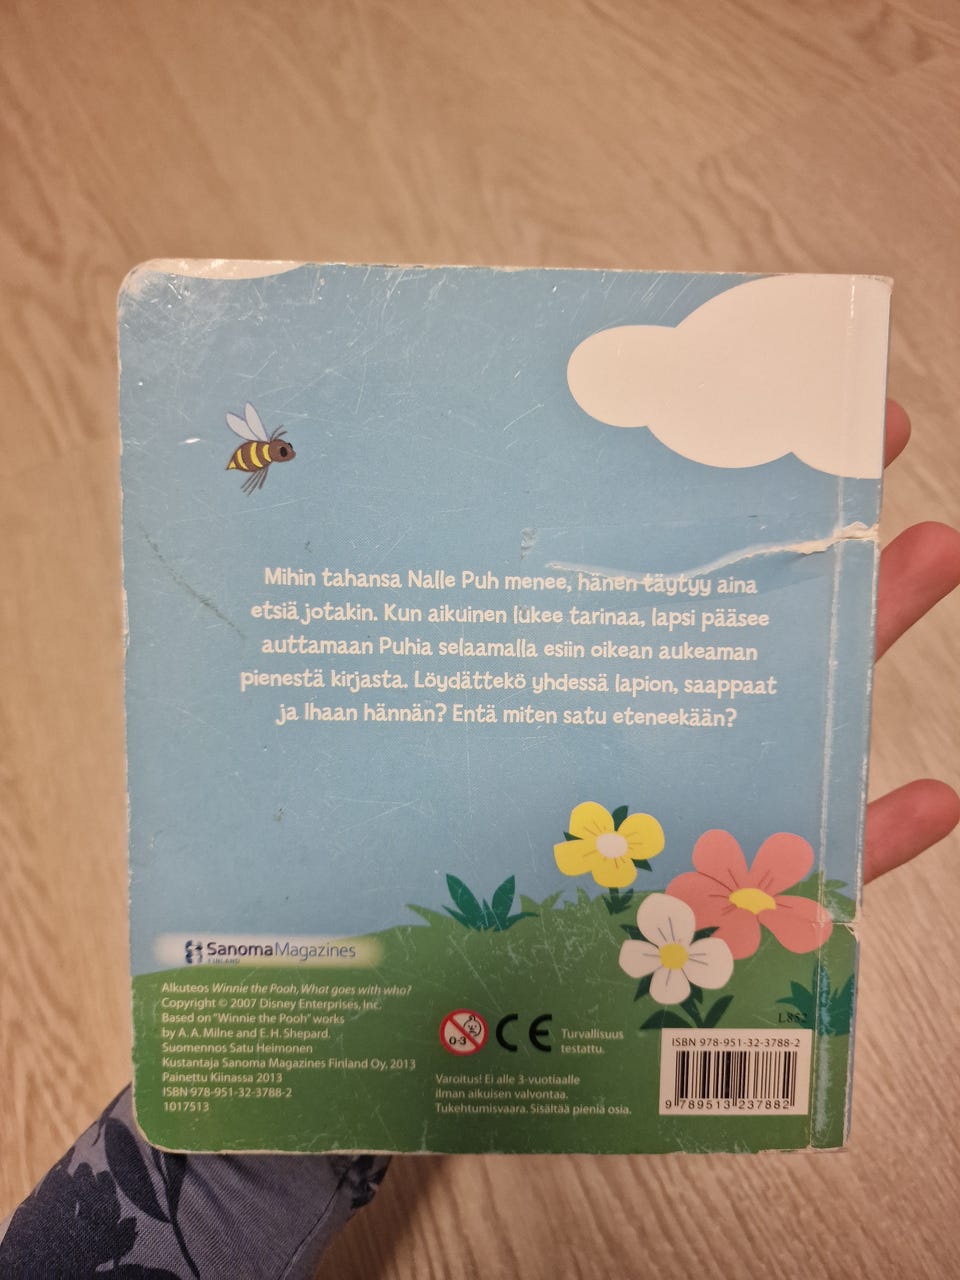 Mihin tahansa Nalle Puh menee, hänen täytyy aina
etsiä jotakin. Kun aikuinen lukee tarinaa, lapsi pääsee
auttamaan Puhia selaamalla esiin oikean aukeaman
pienestä kirjasta. Löydättekö yhdessä lapion, saappaat
ja Ihaan hännän? Entä miten satu eteneekään?
SanomaMagazines
FINLAND
Alkuteos Winnie the Pooh, What goes with who?
Copyright © 2007 Disney Enterprises, Inc.
Based on "Winnie the Pooh" works
by A. A. Milne and E. H. Shepard.
Suomennos Satu Heimonen
Kustantaja Sanoma Magazines Finland Oy, 2013
Painettu Kiinassa 2013
ISBN 978-951-32-3788-2
1017513
0-3
CE
Turvallisuus
testattu.
Varoitus! Ei alle 3-vuotiaalle
ilman aikuisen valvontaa.
Tukehtumisvaara. Sisältää pieniä osia.
L852
ISBN 978-951-32-3788-2
9 789513 237882